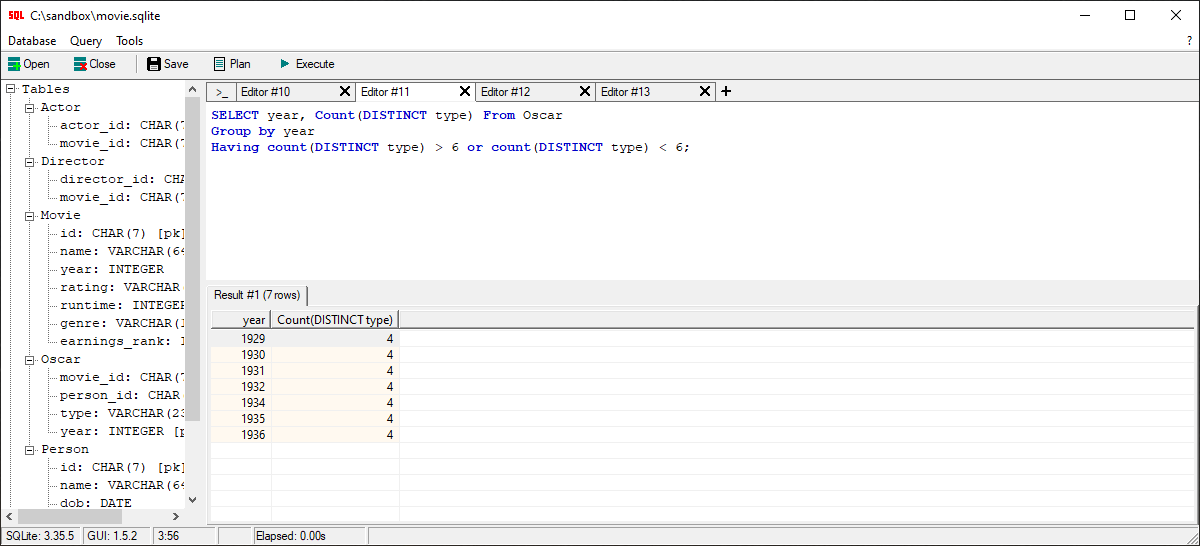 SQL C:\sandbox\movie.sqlite
Database Query Tools ?
Open Close Save Plan Execute
Tables
Actor
actor_id: CHAR(7
movie_id: CHAR(7
Director
director_id: CHA
movie_id: CHAR(7
Movie
id: CHAR(7) [pk]
name: VARCHAR(64
year: INTEGER
rating: VARCHAR
runtime: INTEGER
genre: VARCHAR(1
earnings_rank: I
Oscar
movie_id: CHAR(7
person_id: CHAR
type: VARCHAR(23
year: INTEGER [p
Person
id: CHAR(7) [pk]
name: VARCHAR(64
dob: DATE
>_ Editor #10 Editor #11 Editor #12 Editor #13 +
SELECT year, Count(DISTINCT type) From Oscar
Group by year
Having count(DISTINCT type) > 6 or count(DISTINCT type) < 6;
Result #1 (7 rows)
year Count(DISTINCT type)
1929 4
1930 4
1931 4
1932 4
1934 4
1935 4
1936 4
SQLite: 3.35.5 GUI: 1.5.2 3:56 Elapsed: 0.00s